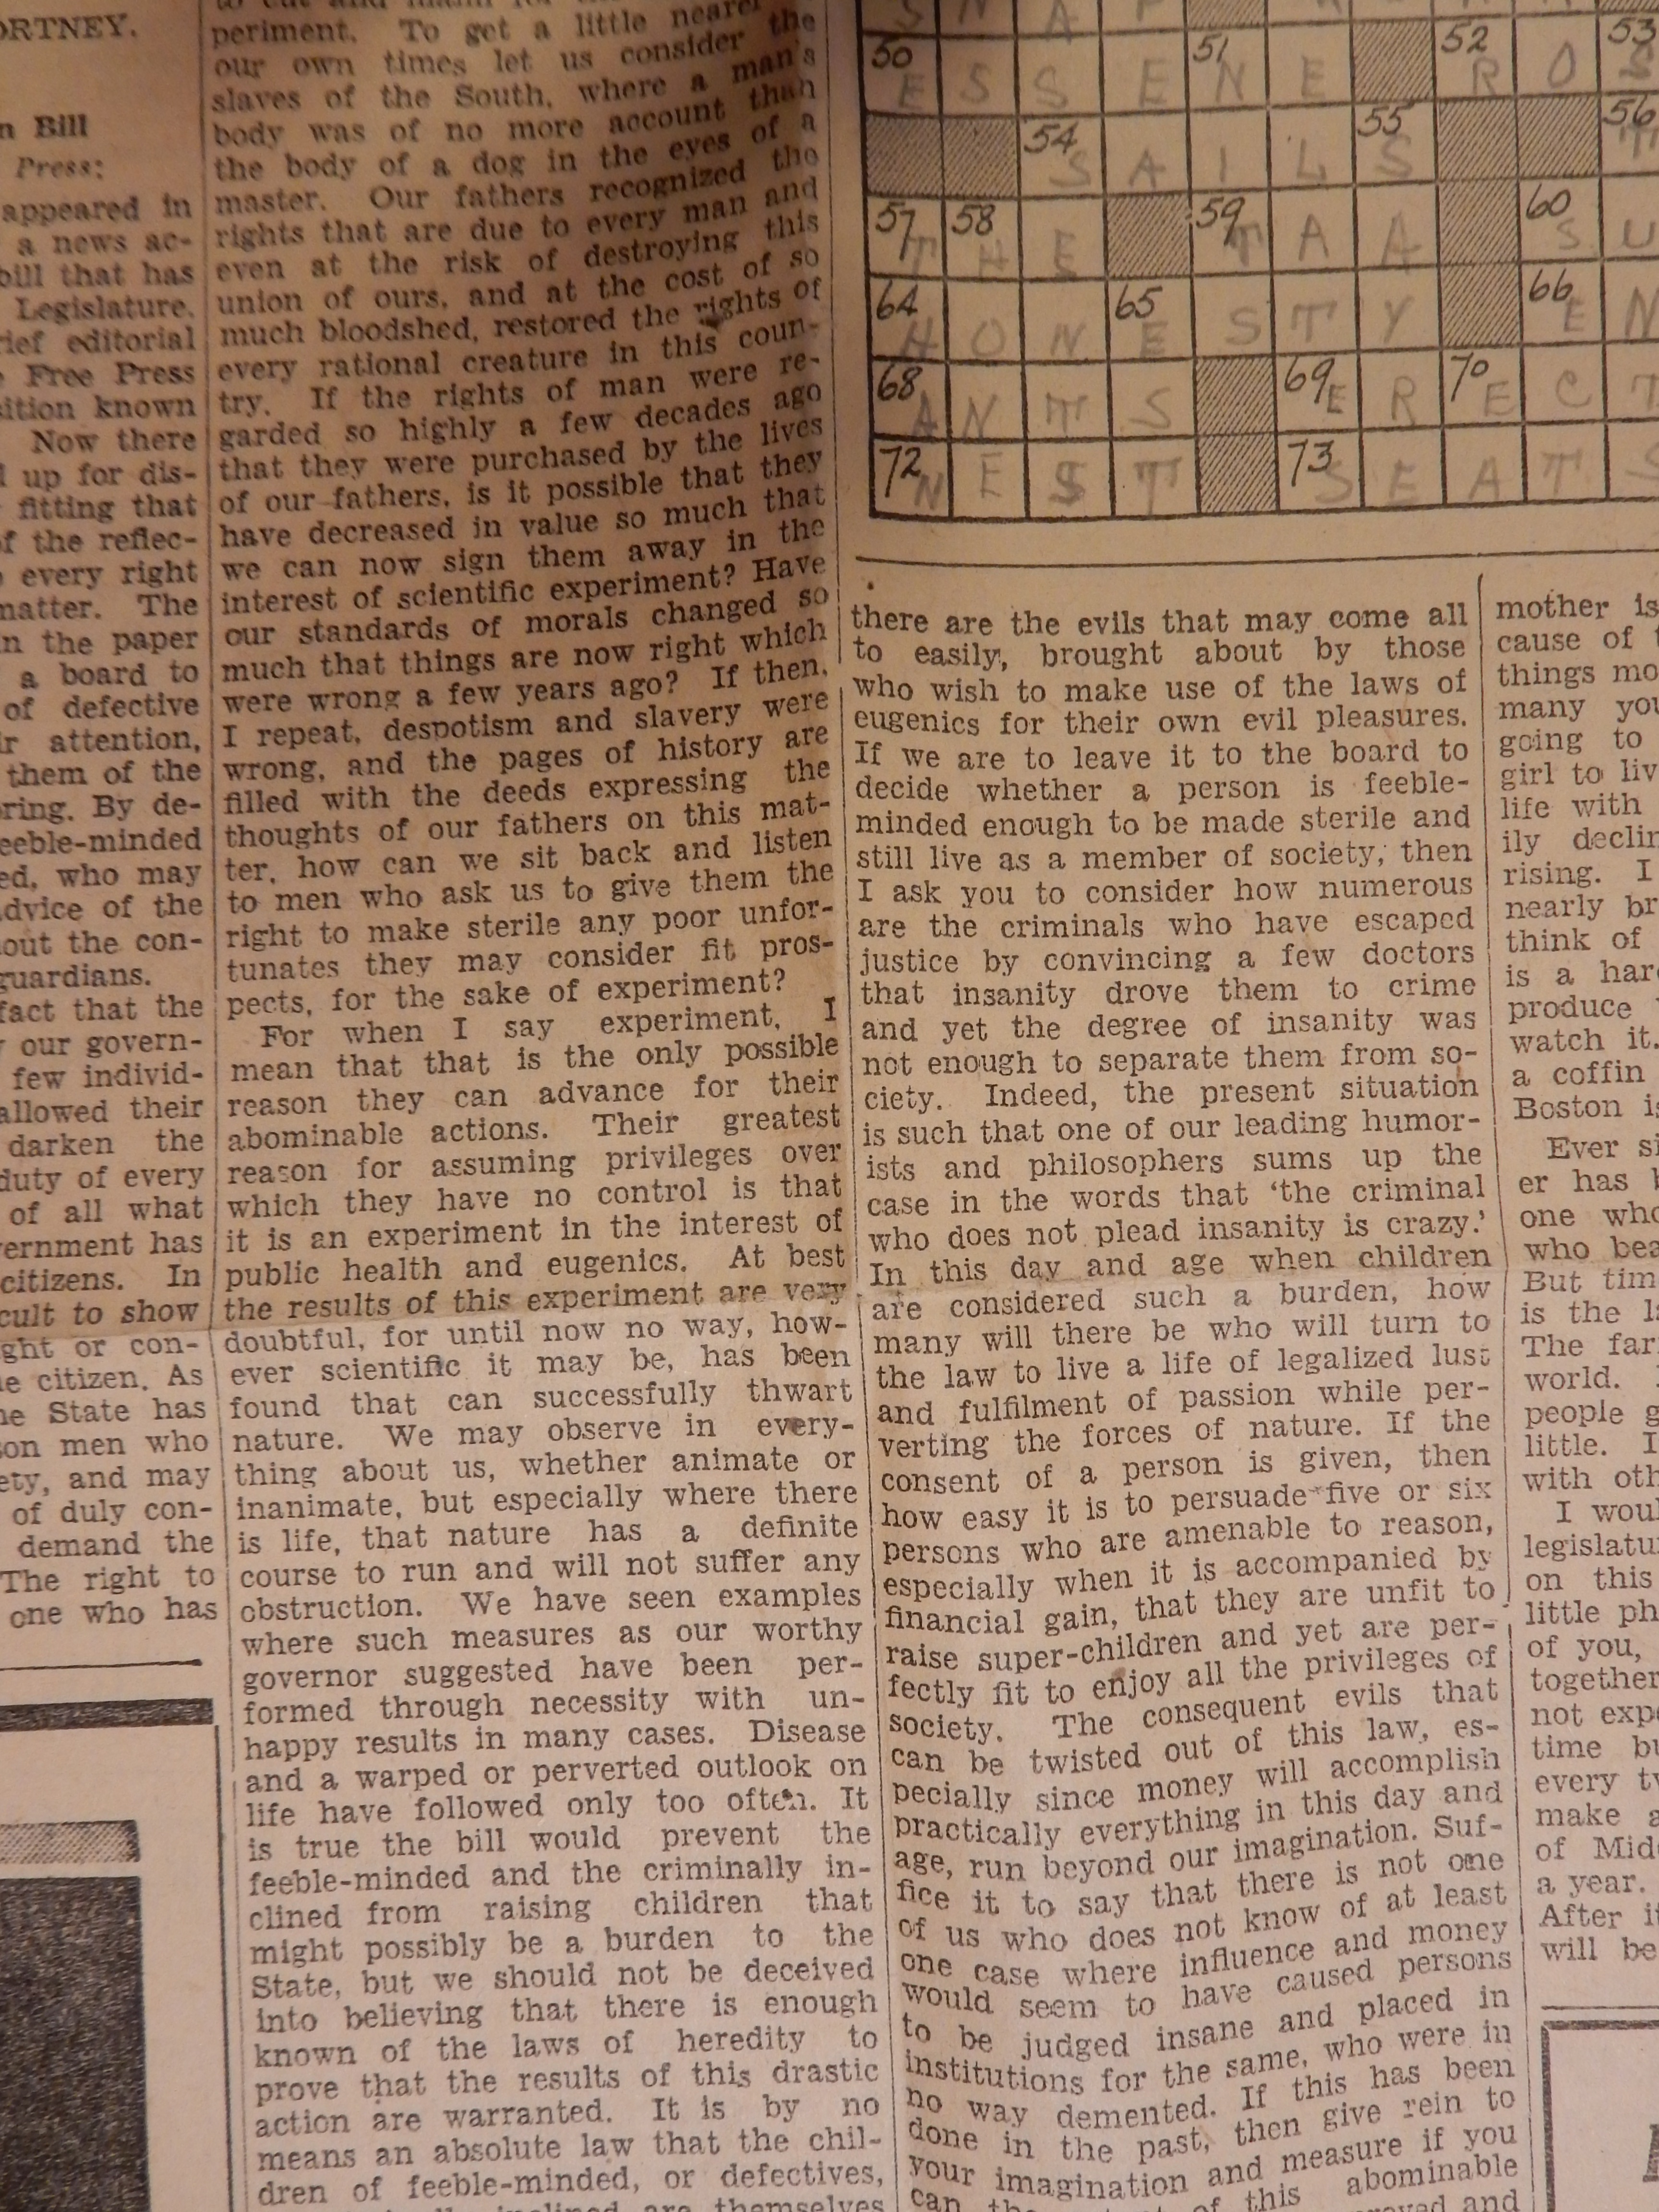 ORTNEY.
n Bill
Press:
appeared in
a news ac-
bill that has
Legislature.
rief editorial
Free Press
sition known
Now there
up for dis-
fitting that
of the reflec-
every right
matter. The
in the paper
a board to
of defective
ir attention,
them of the
pring. By de-
eeble-minded
ed, who may
advice of the
hout the con-
guardians.
fact that the
our govern-
few individ-
allowed their
darken the
duty of every
of all what
vernment has
citizens. In
cult to show
ght or con-
e citizen. As
he State has
son men who
ety, and may
of duly con-
demand the
The right to
one who has
periment. To get a little nearer
our own times let us consider the
slaves of the South, where a man's
body was of no more account than
the body of a dog in the eyes of a
master. Our fathers recognized the
rights that are due to every man and
even at the risk of destroying this
union of ours, and at the cost of so
much bloodshed, restored the rights of
every rational creature in this coun-
try. If the rights of man were re-
garded so highly a few decades ago
that they were purchased by the lives
of our fathers, is it possible that they
have decreased in value so much that
we can now sign them away in the
interest of scientific experiment? Have
our standards of morals changed so
much that things are now right which
were wrong a few years ago? If then,
I repeat, despotism and slavery were
wrong, and the pages of history are
filled with the deeds expressing the
thoughts of our fathers on this mat-
ter, how can we sit back and listen
to men who ask us to give them the
right to make sterile any poor unfor-
tunates they may consider fit pros-
pects, for the sake of experiment?
For when I say experiment, I
mean that that is the only possible
reason they can advance for their
abominable actions. Their greatest
reason for assuming privileges over
which they have no control is that
it is an experiment in the interest of
public health and eugenics. At best
the results of this experiment are very
doubtful, for until now no way, how-
ever scientific it may be, has been
found that can successfully thwart
nature. We may observe in every-
thing about us, whether animate or
inanimate, but especially where there
is life, that nature has a definite
course to run and will not suffer any
obstruction. We have seen examples
where such measures as our worthy
governor suggested have been per-
formed through necessity with un-
happy results in many cases. Disease
and a warped or perverted outlook on
life have followed only too often. It
is true the bill would prevent the
feeble-minded and the criminally in-
clined from raising children that
might possibly be a burden to the
State, but we should not be deceived
into believing that there is enough
known of the laws of heredity to
prove that the results of this drastic
action are warranted. It is by no
means an absolute law that the chil-
dren of feeble-minded, or defectives,
are themselves
S N A P
50 E S S E 51 N E 52 R O 53 S
54 S A I L 55 S 56 T
57 T 58 H E 59 T A A 60 S U
64 H O N 65 E S T Y 66 E N
68 A N T S 69 E R 70 E C T
72 N E S T 73 S E A T S
there are the evils that may come all
to easily, brought about by those
who wish to make use of the laws of
eugenics for their own evil pleasures.
If we are to leave it to the board to
decide whether a person is feeble-
minded enough to be made sterile and
still live as a member of society, then
I ask you to consider how numerous
are the criminals who have escaped
justice by convincing a few doctors
that insanity drove them to crime
and yet the degree of insanity was
not enough to separate them from so-
ciety. Indeed, the present situation
is such that one of our leading humor-
ists and philosophers sums up the
case in the words that 'the criminal
who does not plead insanity is crazy.'
In this day and age when children
are considered such a burden, how
many will there be who will turn to
the law to live a life of legalized lust
and fulfilment of passion while per-
verting the forces of nature. If the
consent of a person is given, then
how easy it is to persuade five or six
persons who are amenable to reason,
especially when it is accompanied by
financial gain, that they are unfit to
raise super-children and yet are per-
fectly fit to enjoy all the privileges of
society. The consequent evils that
can be twisted out of this law, es-
pecially since money will accomplish
practically everything in this day and
age, run beyond our imagination. Suf-
fice it to say that there is not one
of us who does not know of at least
one case where influence and money
would seem to have caused persons
to be judged insane and placed in
institutions for the same, who were in
no way demented. If this has been
done in the past, then give rein to
your imagination and measure if you
can of this abominable
mother is
cause of
things mo
many you
going to
girl to liv
life with
ily declin
rising. I
nearly br
think of
is a har
produce
watch it.
a coffin
Boston is
Ever si
er has
one who
who bea
But tim
is the la
The far
world.
people g
little. I
with oth
I woul
legislatu
on this
little ph
of you,
together
not exp
time bu
every tw
make a
of Mid
a year.
After it
will be